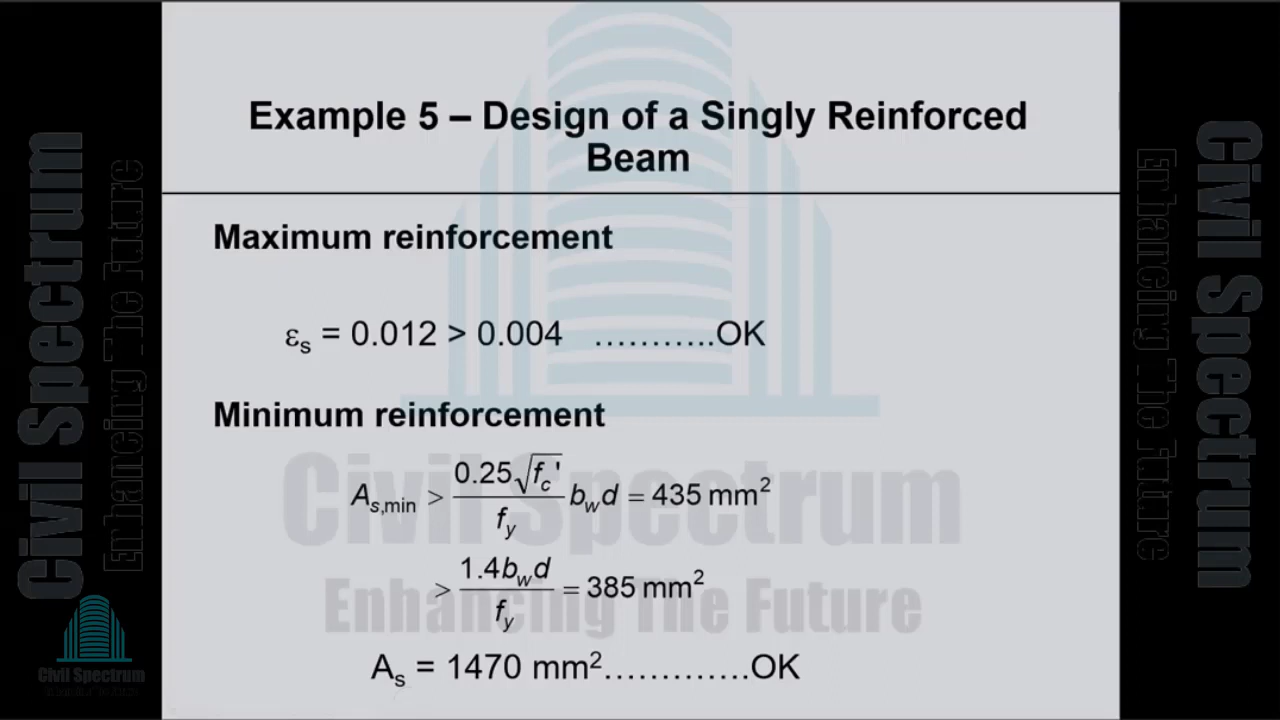 Example 5 – Design of a Singly Reinforced
Beam
Maximum reinforcement
εs = 0.012 > 0.004 ………..OK
Minimum reinforcement
As,min > 0.25√fc' / fy bwd = 435 mm²
> 1.4bwd / fy = 385 mm²
As = 1470 mm²………….OK
Civil Spectrum
Enhancing The Future
Civil Spectrum
Enhancing The Future
Civil Spectrum
Enhancing The Future
Civil Spectrum